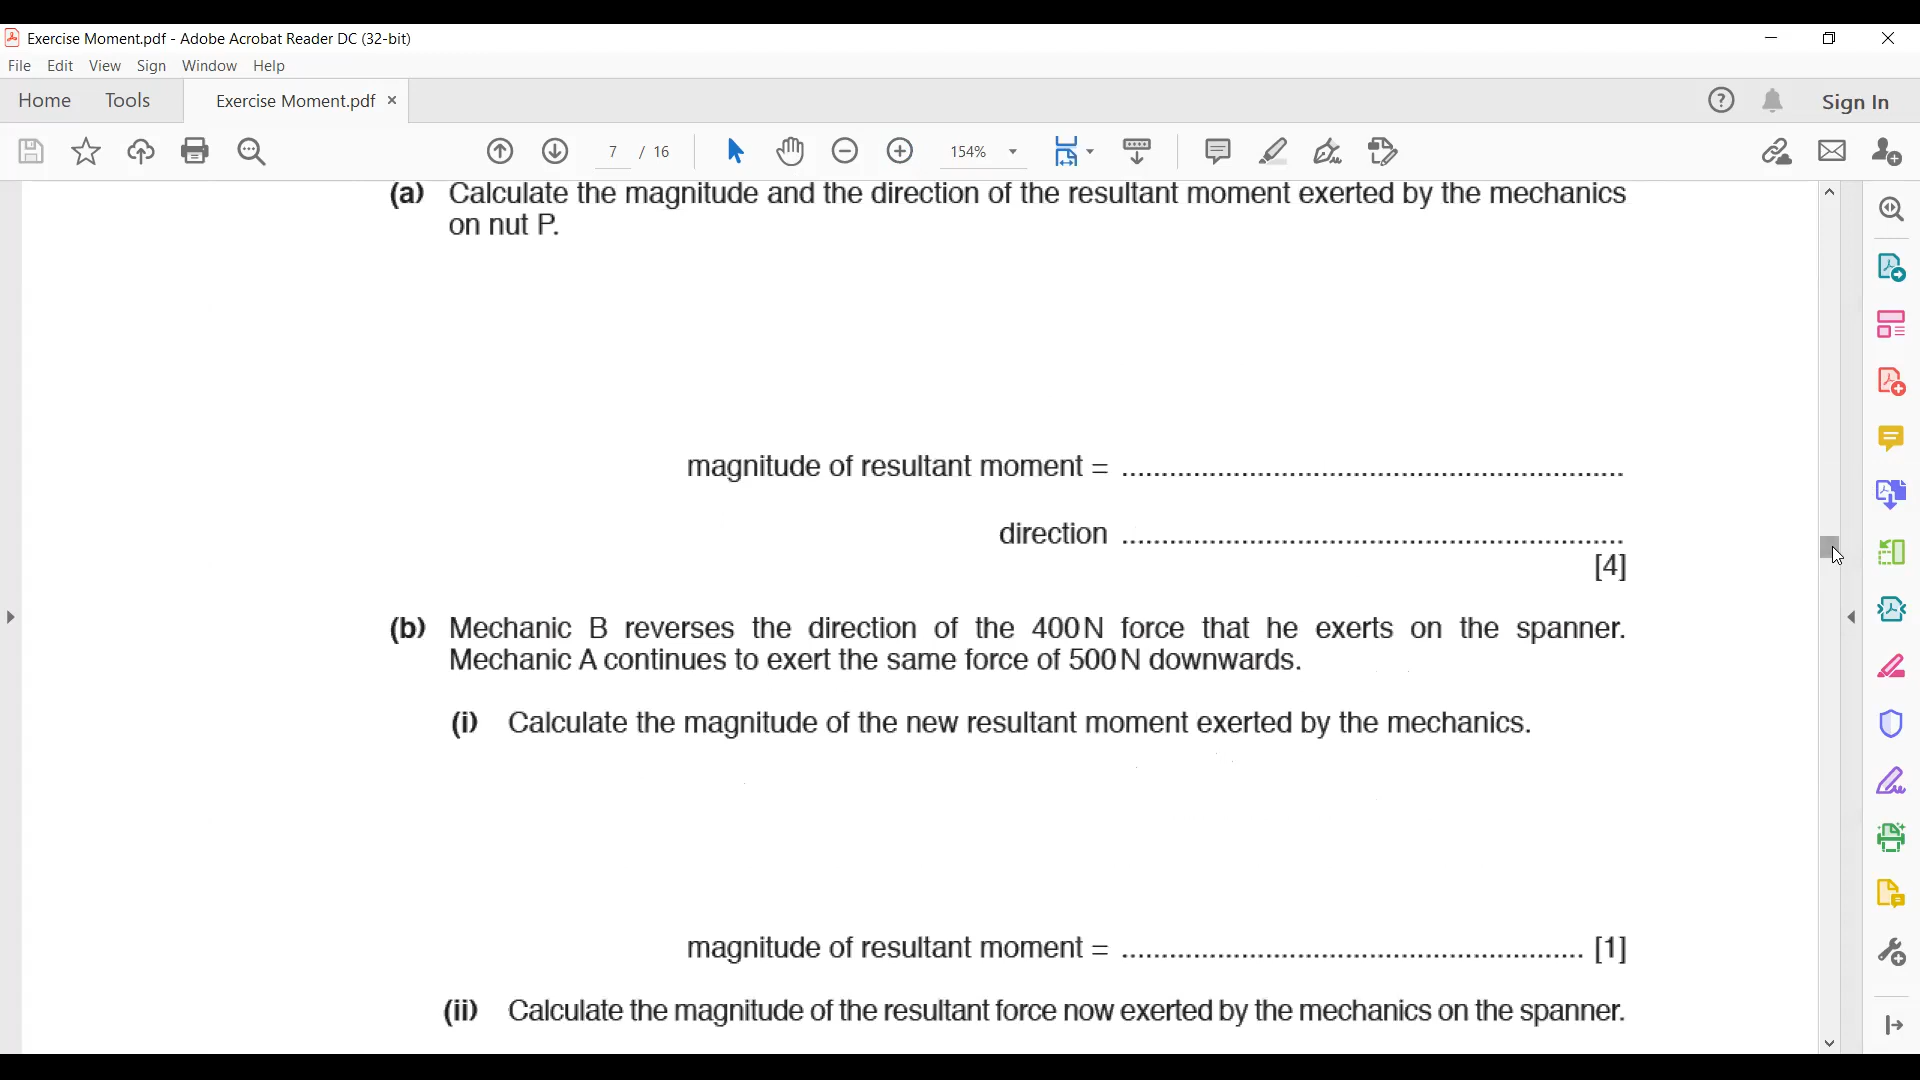 Exercise Moment.pdf - Adobe Acrobat Reader DC (32-bit)
File Edit View Sign Window Help
Home Tools Exercise Moment.pdf × Sign In
7 / 16 154%
(a) Calculate the magnitude and the direction of the resultant moment exerted by the mechanics
on nut P.
magnitude of resultant moment = ................................................................
direction ................................................................
[4]
(b) Mechanic B reverses the direction of the 400 N force that he exerts on the spanner.
Mechanic A continues to exert the same force of 500 N downwards.
(i) Calculate the magnitude of the new resultant moment exerted by the mechanics.
magnitude of resultant moment = ........................................................... [1]
(ii) Calculate the magnitude of the resultant force now exerted by the mechanics on the spanner.